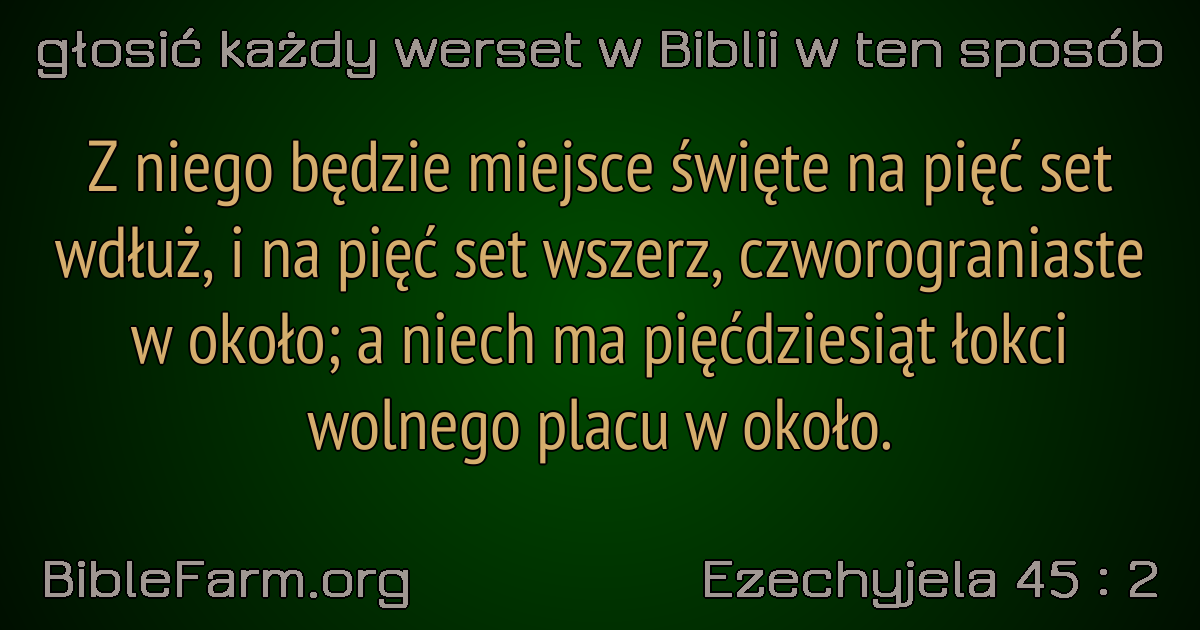 głosić każdy werset w Biblii w ten sposób
Z niego będzie miejsce święte na pięć set
wdłuż, i na pięć set wszerz, czworograniaste
w około; a niech ma pięćdziesiąt łokci
wolnego placu w około.
BibleFarm.org
Ezechyjela 45 : 2